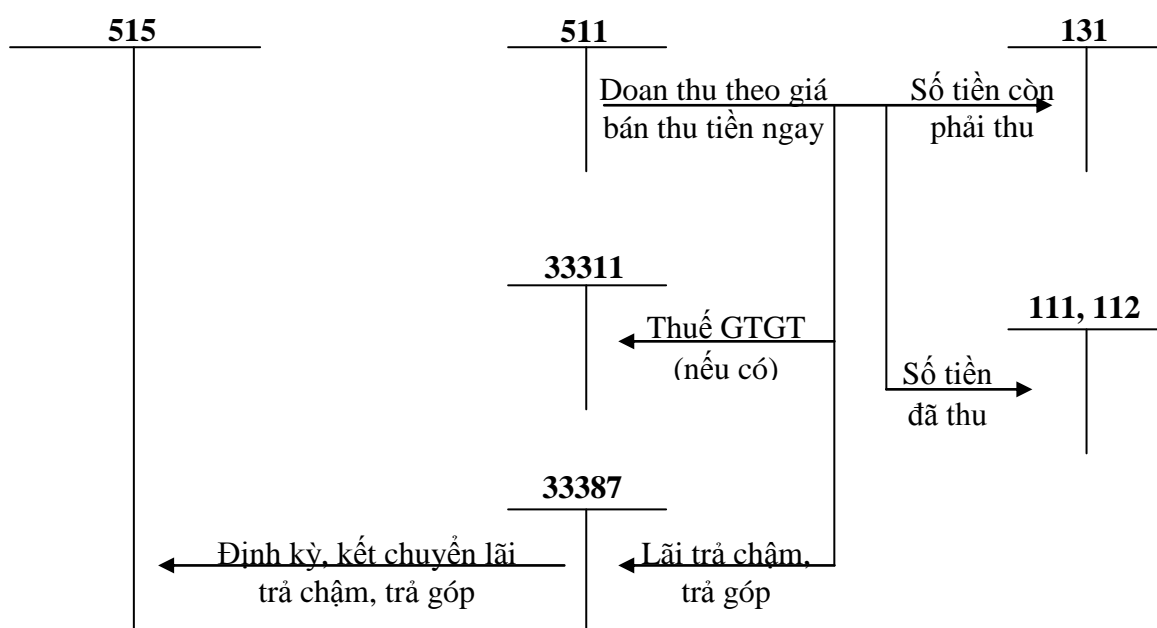 515
511
131
Doan thu theo giá
bán thu tiền ngay
Số tiền còn
phải thu
33311
Thuế GTGT
(nếu có)
111, 112
Số tiền
đã thu
33387
Định kỳ, kết chuyển lãi
trả chậm, trả góp
Lãi trả chậm,
trả góp